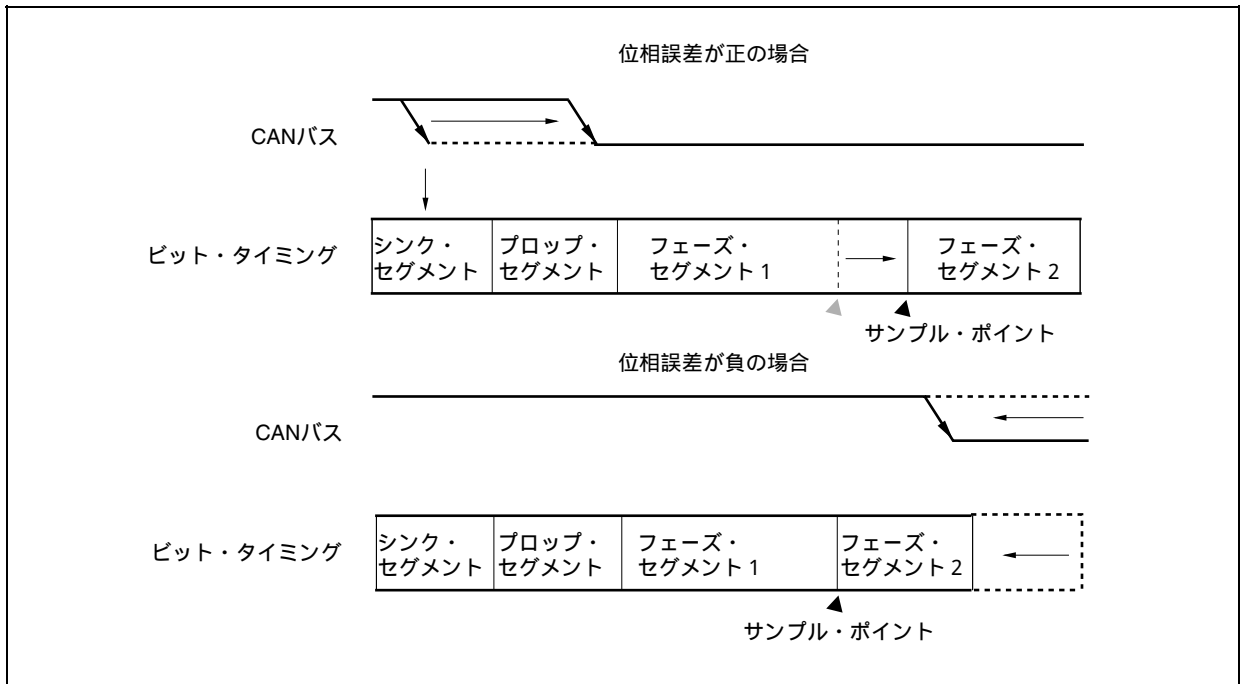 位相誤差が正の場合
CANバス
ビット・タイミング
シンク・
セグメント
プロップ・
セグメント
フェーズ・
セグメント 1
フェーズ・
セグメント 2
サンプル・ポイント
位相誤差が負の場合
CANバス
ビット・タイミング
シンク・
セグメント
プロップ・
セグメント
フェーズ・
セグメント 1
フェーズ・
セグメント 2
サンプル・ポイント